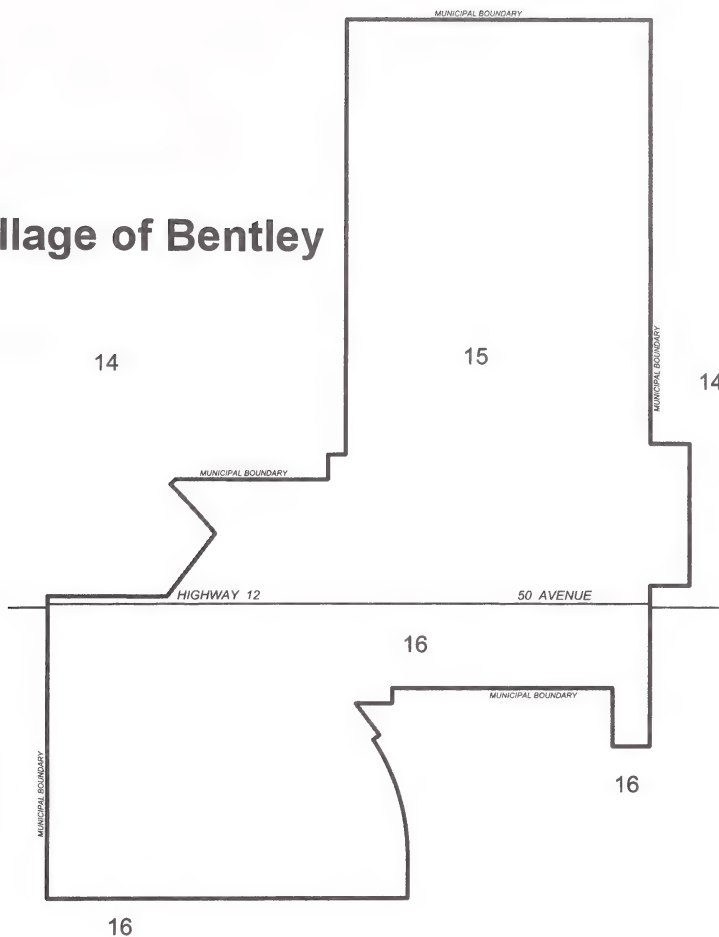 MUNICIPAL BOUNDARY
llage of Bentley
14
15
MUNICIPAL BOUNDARY
14
MUNICIPAL BOUNDARY
HIGHWAY 12
50 AVENUE
16
MUNICIPAL BOUNDARY
MUNICIPAL BOUNDARY
16
16